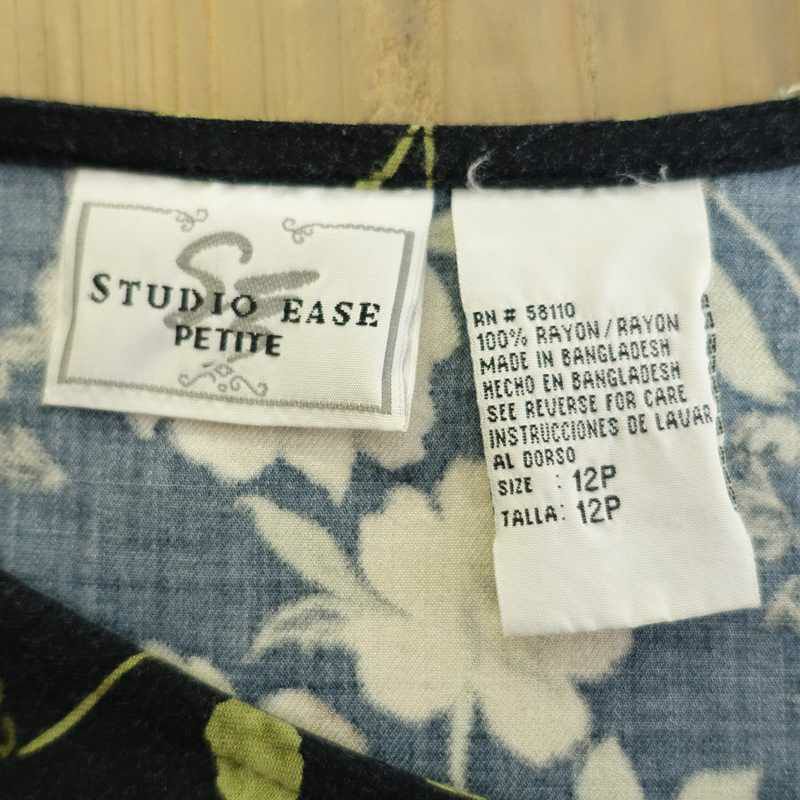 SE
STUDIO EASE
PETITE
RN # 58110
100% RAYON/RAYON
MADE IN BANGLADESH
HECHO EN BANGLADESH
SEE REVERSE FOR CARE
INSTRUCCIONES DE LAVAR
AL DORSO
SIZE : 12P
TALLA: 12P